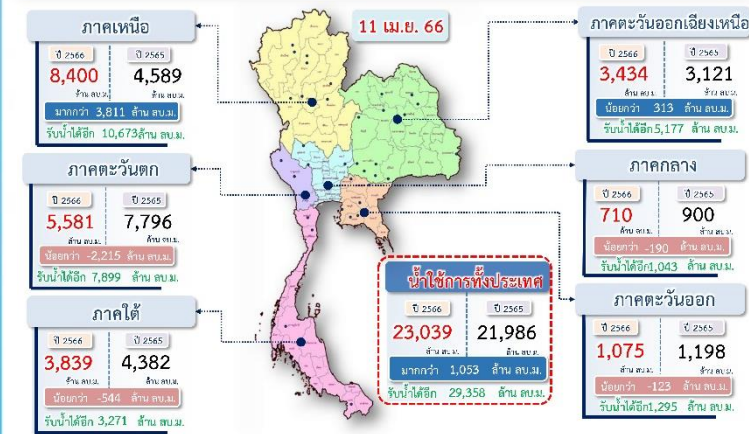 11 เม.ย. 66
ภาคเหนือ
ปี 2566 ปี 2565
8,400 4,589
ล้าน ลบ.ม. ล้าน ลบ.ม.
มากกว่า 3,811 ล้าน ลบ.ม.
รับน้ำได้อีก 10,673 ล้าน ลบ.ม.
ภาคตะวันตก
ปี 2566 ปี 2565
5,581 7,796
ล้าน ลบ.ม. ล้าน ลบ.ม.
น้อยกว่า -2,215 ล้าน ลบ.ม.
รับน้ำได้อีก 7,899 ล้าน ลบ.ม.
ภาคใต้
ปี 2566 ปี 2565
3,839 4,382
ล้าน ลบ.ม. ล้าน ลบ.ม.
น้อยกว่า -544 ล้าน ลบ.ม.
รับน้ำได้อีก 3,271 ล้าน ลบ.ม.
น้ำใช้การทั้งประเทศ
ปี 2566 ปี 2565
23,039 21,986
ล้าน ลบ.ม. ล้าน ลบ.ม.
มากกว่า 1,053 ล้าน ลบ.ม.
รับน้ำได้อีก 29,358 ล้าน ลบ.ม.
ภาคตะวันออกเฉียงเหนือ
ปี 2566 ปี 2565
3,434 3,121
ล้าน ลบ.ม. ล้าน ลบ.ม.
น้อยกว่า 313 ล้าน ลบ.ม.
รับน้ำได้อีก5,177 ล้าน ลบ.ม.
ภาคกลาง
ปี 2566 ปี 2565
710 900
ล้าน ลบ.ม. ล้าน ลบ.ม.
น้อยกว่า -190 ล้าน ลบ.ม.
รับน้ำได้อีก1,043 ล้าน ลบ.ม.
ภาคตะวันออก
ปี 2566 ปี 2565
1,075 1,198
ล้าน ลบ.ม. ล้าน ลบ.ม.
น้อยกว่า -123 ล้าน ลบ.ม.
รับน้ำได้อีก1,295 ล้าน ลบ.ม.